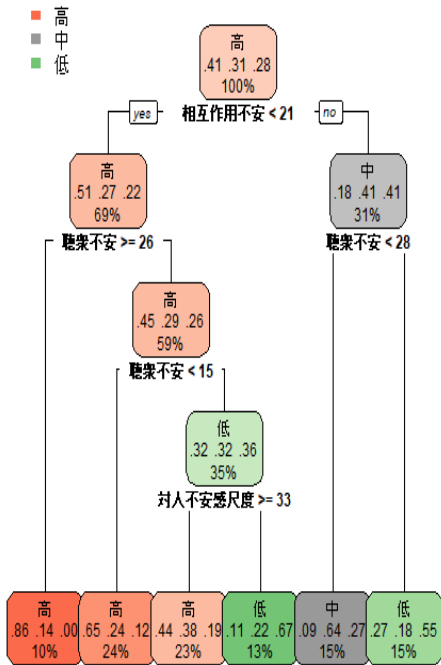 高
中
低
高
.41 .31 .28
100%
yes 相互作用不安 < 21 no
高
.51 .27 .22
69%
聴衆不安 >= 26
中
.18 .41 .41
31%
聴衆不安 < 28
高
.45 .29 .26
59%
聴衆不安 < 15
低
.32 .32 .36
35%
対人不安感尺度 >= 33
高
.86 .14 .00
10%
高
.65 .24 .12
24%
高
.44 .38 .19
23%
低
.11 .22 .67
13%
中
.09 .64 .27
15%
低
.27 .18 .55
15%